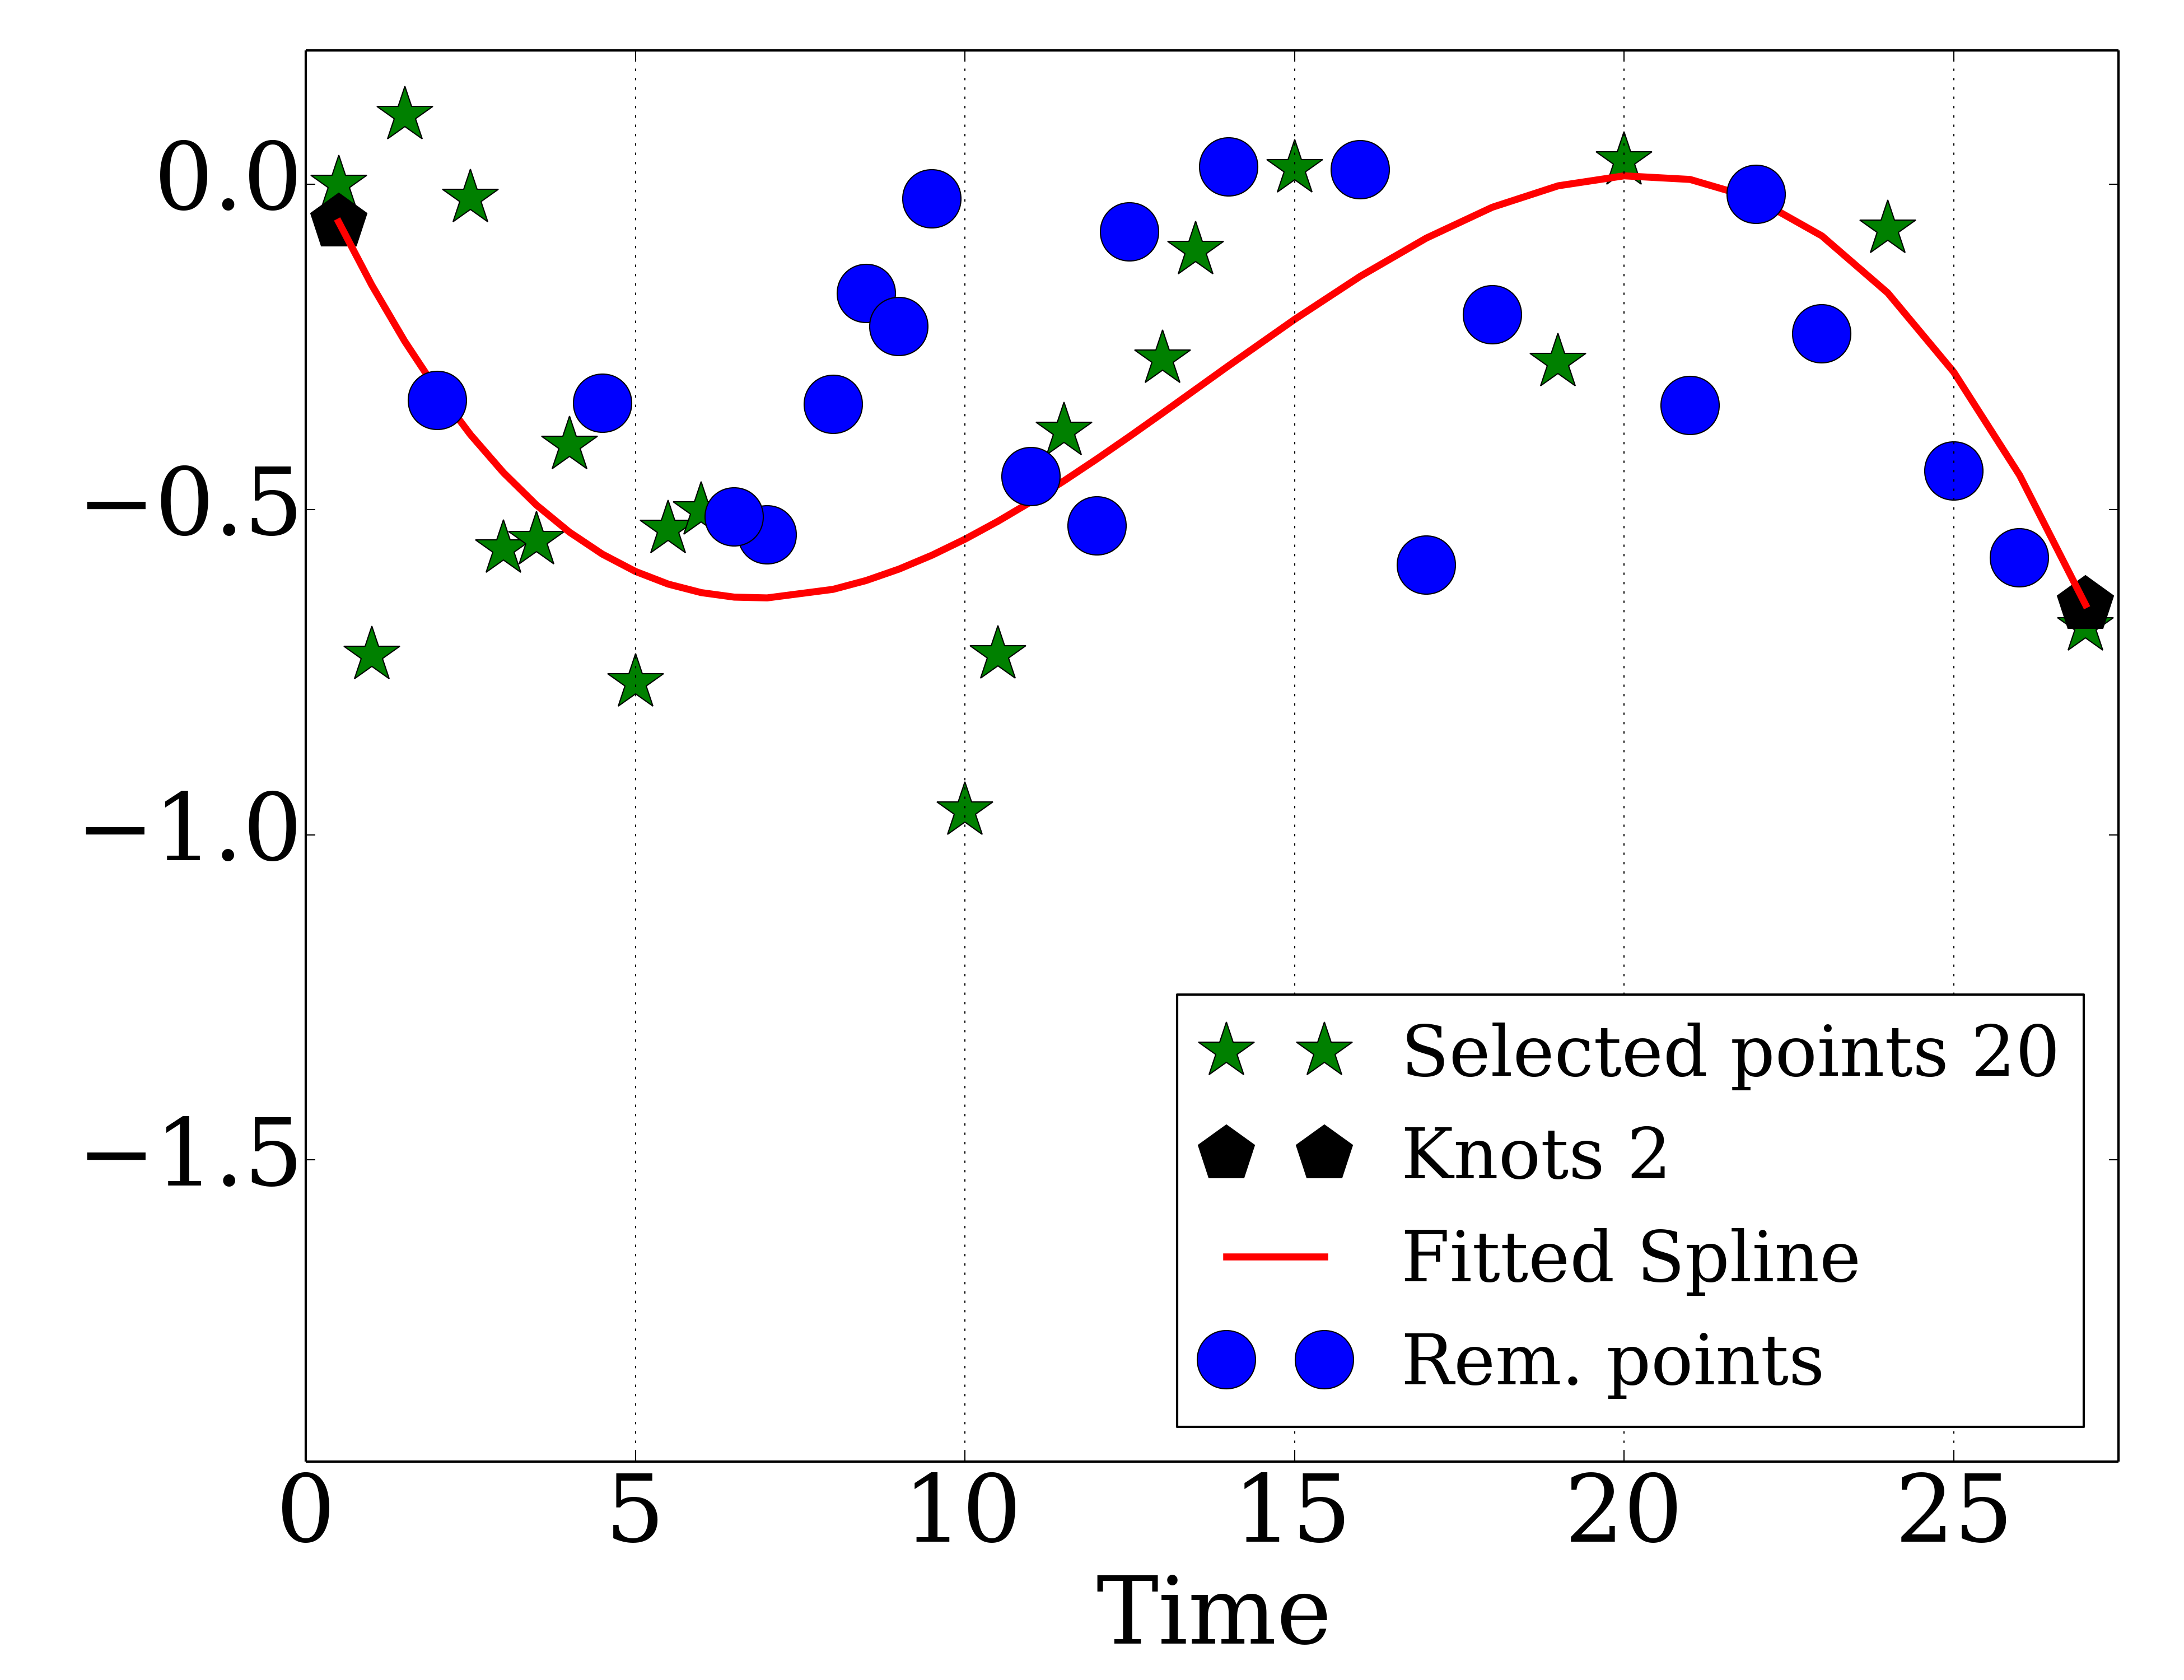 0.0
−0.5
−1.0
−1.5
Selected points 20
Knots 2
Fitted Spline
Rem. points
0 5 10 15 20 25
Time